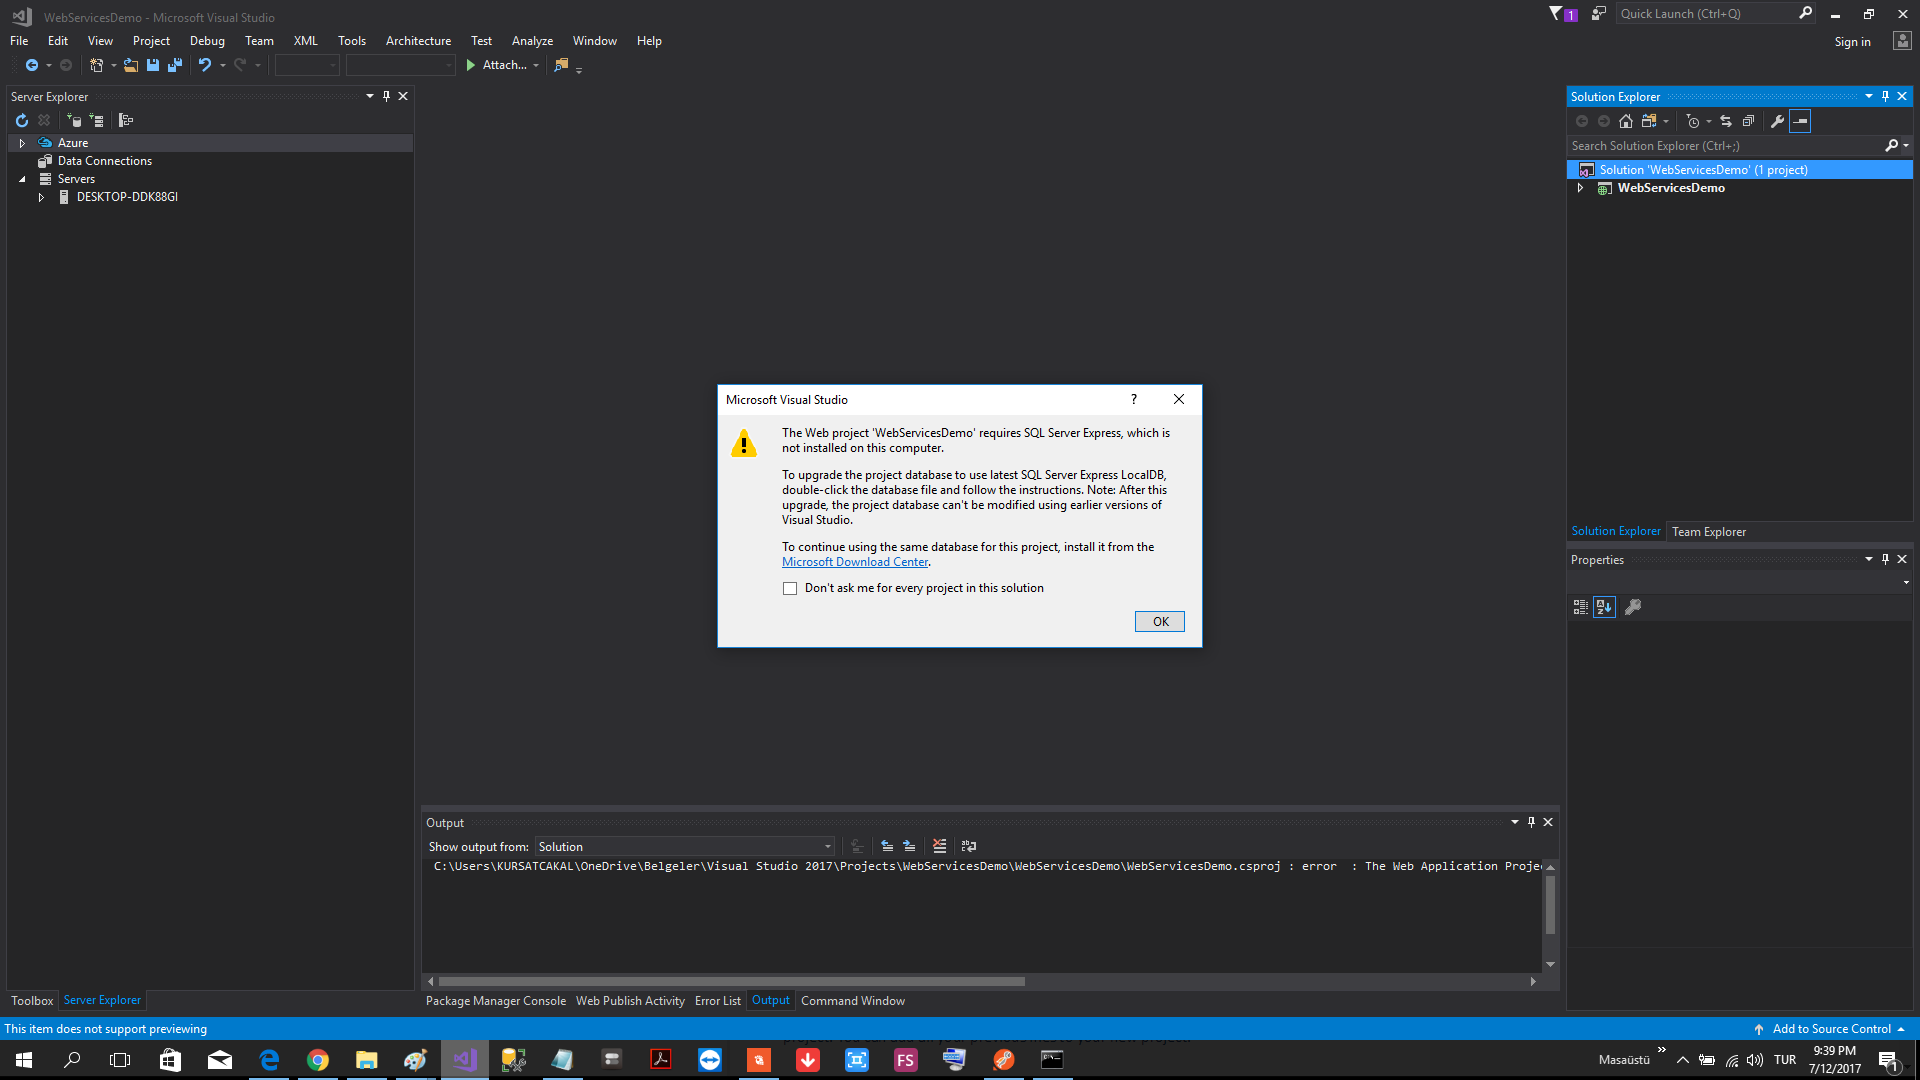 WebServicesDemo - Microsoft Visual Studio
1
Quick Launch (Ctrl+Q)
File Edit View Project Debug Team XML Tools Architecture Test Analyze Window Help
Sign in
Attach...
Server Explorer
Azure
Data Connections
Servers
DESKTOP-DDK88GI
Solution Explorer
Search Solution Explorer (Ctrl+;)
Solution 'WebServicesDemo' (1 project)
WebServicesDemo
Solution Explorer Team Explorer
Properties
Microsoft Visual Studio
?
The Web project 'WebServicesDemo' requires SQL Server Express, which is
not installed on this computer.
To upgrade the project database to use latest SQL Server Express LocalDB,
double-click the database file and follow the instructions. Note: After this
upgrade, the project database can't be modified using earlier versions of
Visual Studio.
To continue using the same database for this project, install it from the
Microsoft Download Center.
Don't ask me for every project in this solution
OK
Output
Show output from: Solution
C:\Users\KURSATCAKAL\OneDrive\Belgeler\Visual Studio 2017\Projects\WebServicesDemo\WebServicesDemo\WebServicesDemo.csproj : error : The Web Application
Toolbox Server Explorer
Package Manager Console Web Publish Activity Error List Output Command Window
This item does not support previewing
Add to Source Control
FS
Masaüstü
TUR
9:39 PM
7/12/2017
1